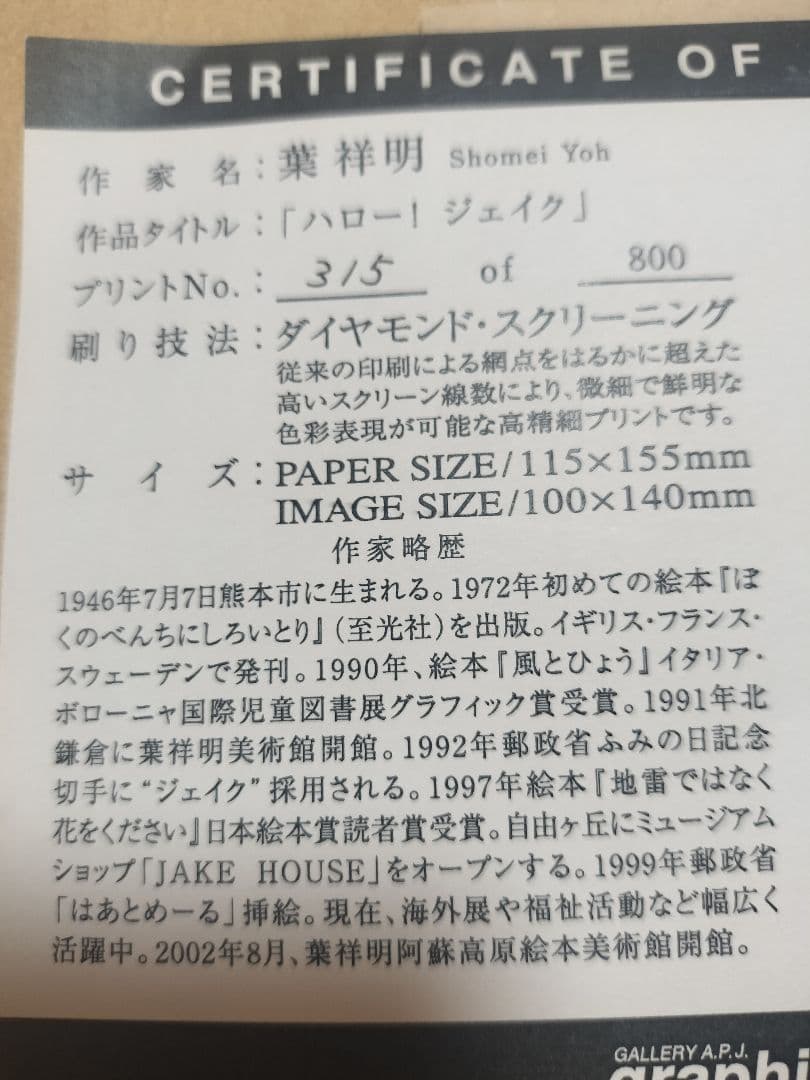 CERTIFICATE OF
作家名：葉祥明 Shomei Yoh
作品タイトル：「ハロー！ジェイク」
プリントNo.： 315 of 800
刷り技法：ダイヤモンド・スクリーニング
従来の印刷による網点をはるかに超えた
高いスクリーン線数により、微細で鮮明な
色彩表現が可能な高精細プリントです。
サイズ：PAPER SIZE/115×155mm
IMAGE SIZE/100×140mm
作家略歴
1946年7月7日熊本市に生まれる。1972年初めての絵本『ぼ
くのべんちにしろいとり』（至光社）を出版。イギリス・フランス・
スウェーデンで発刊。1990年、絵本『風とひょう』イタリア・
ボローニャ国際児童図書展グラフィック賞受賞。1991年北
鎌倉に葉祥明美術館開館。1992年郵政省ふみの日記念
切手に“ジェイク”採用される。1997年絵本『地雷ではなく
花をください』日本絵本賞読者賞受賞。自由ヶ丘にミュージアム
ショップ「JAKE HOUSE」をオープンする。1999年郵政省
「はあとめーる」挿絵。現在、海外展や福祉活動など幅広く
活躍中。2002年8月、葉祥明阿蘇高原絵本美術館開館。
GALLERY A.P.J.
graphi